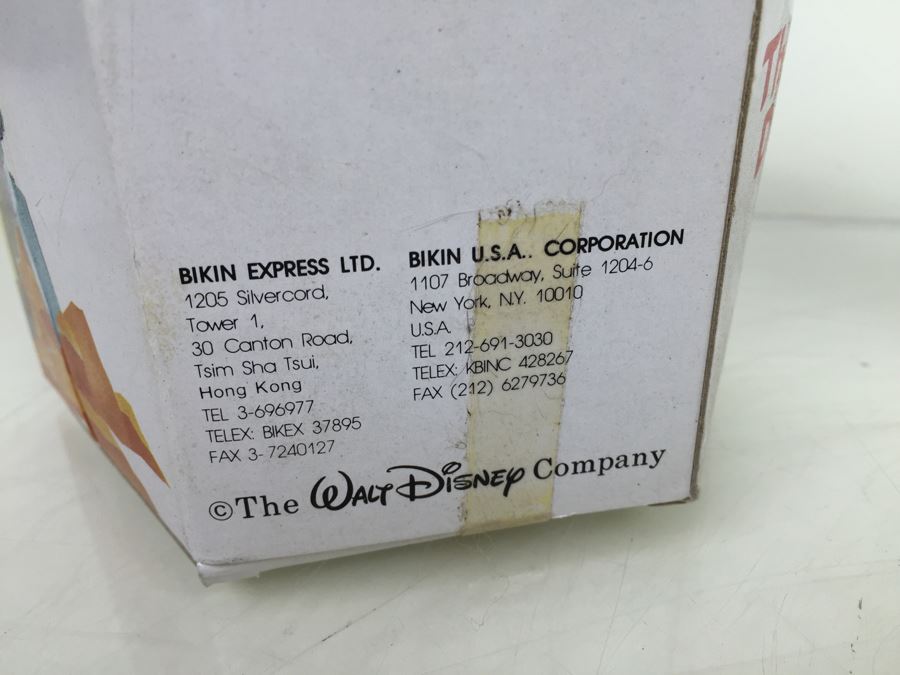 BIKIN EXPRESS LTD.
1205 Silvercord,
Tower 1,
30 Canton Road,
Tsim Sha Tsui,
Hong Kong
TEL 3-696977
TELEX: BIKEX 37895
FAX 3-7240127
BIKIN U.S.A.. CORPORATION
1107 Broadway, Suite 1204-6
New York, N.Y. 10010
U.S.A.
TEL 212-691-3030
TELEX: KBINC 428267
FAX (212) 6279736
©The WALT DISNEY Company